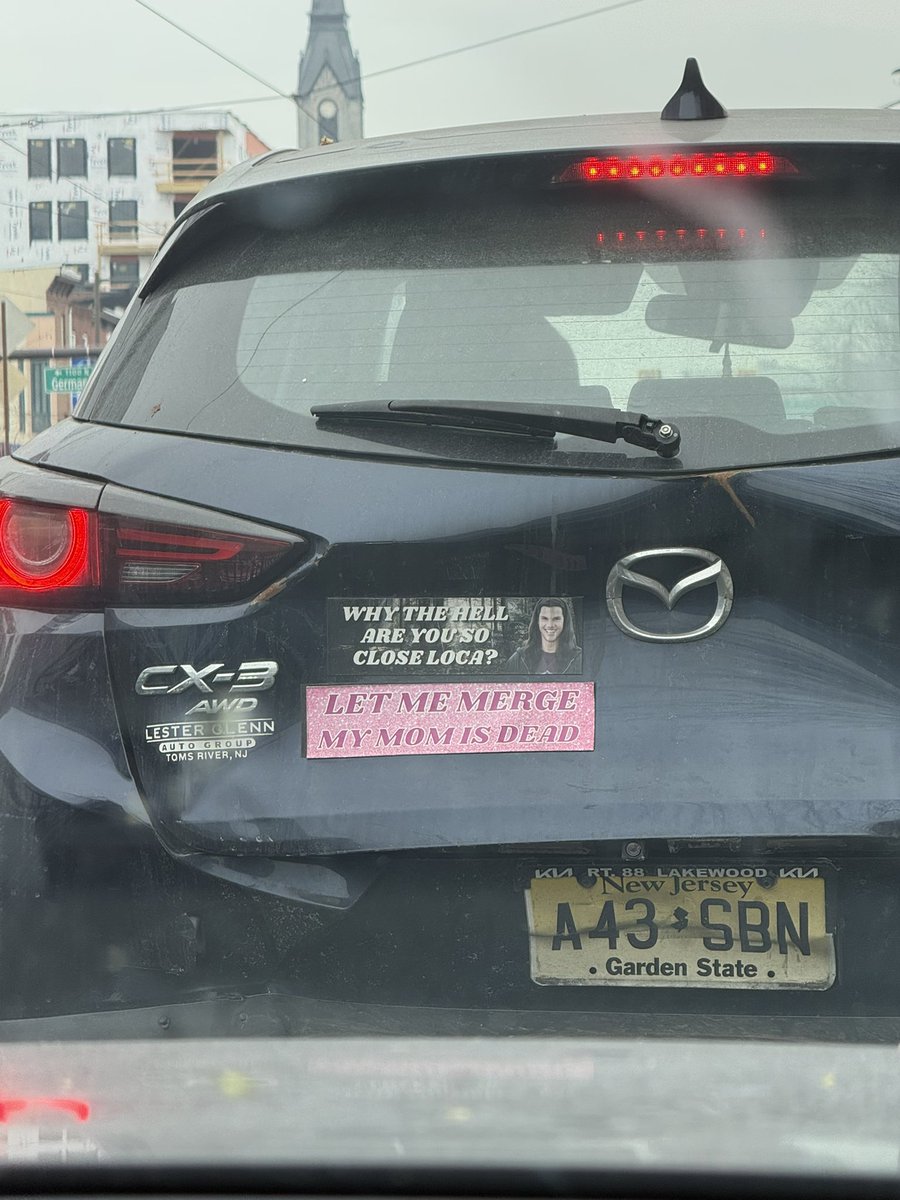 Germa
WHY THE HELL
ARE YOU SO
CLOSE LOCA?
LET ME MERGE
MY MOM IS DEAD
CX-3
AWD
LESTER GLENN
AUTO GROUP
TOMS RIVER, NJ
KIA RT. 88 LAKEWOOD KIA
New Jersey
A43 SBN
• Garden State •